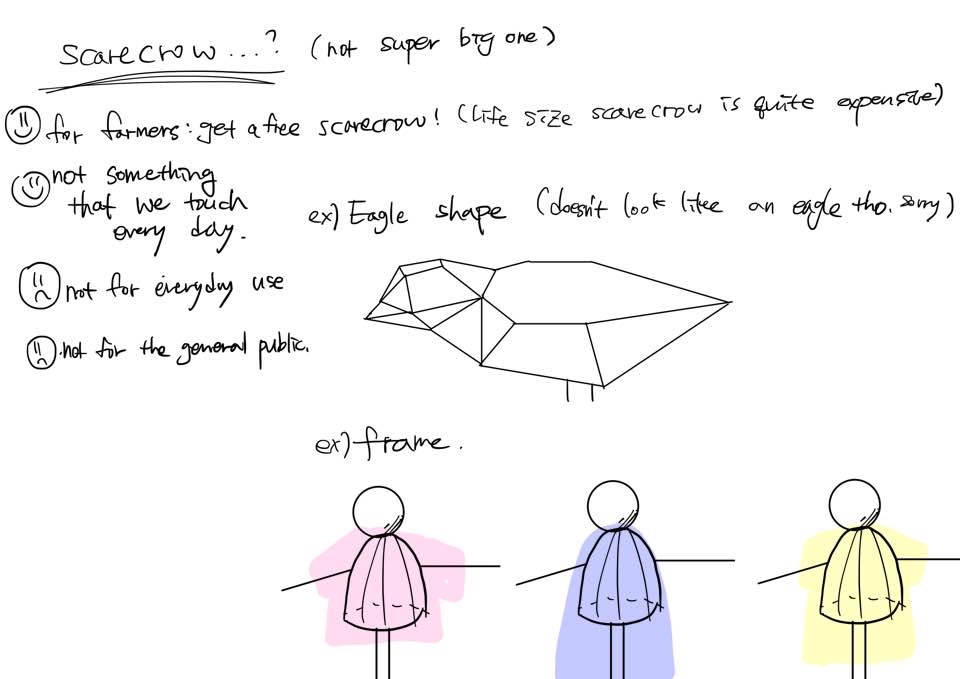 scarecrow...? (not super big one)
for farmers: get a free scarecrow! (life size scarecrow is quite expensive)
not something
that we touch
every day.
ex) Eagle shape (doesn't look like an eagle tho. sorry)
not for everyday use
not for the general public.
ex) frame.